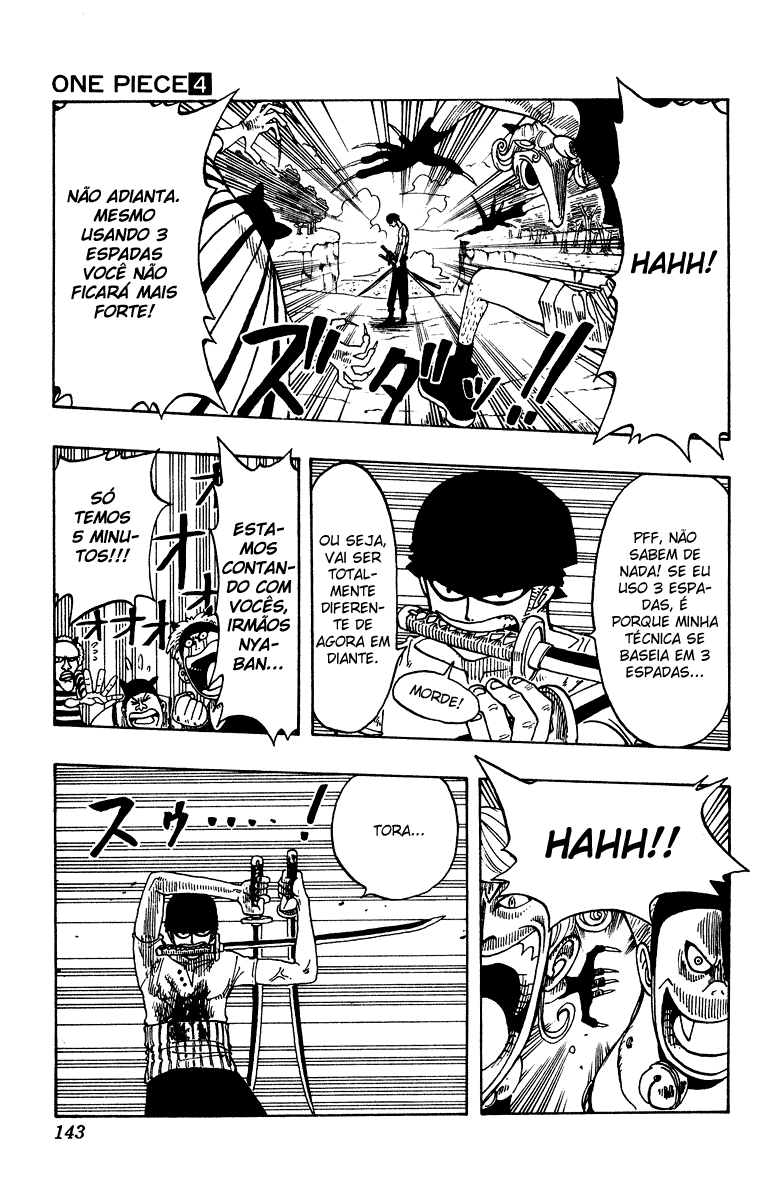 ONE PIECE 4
HAHH!
NÃO ADIANTA.
MESMO
USANDO 3
ESPADAS
VOCÊ NÃO
FICARÁ MAIS
FORTE!
ズダッ!!
PFF, NÃO
SABEM DE
NADA! SE EU
USO 3 ESPA-
DAS, É
PORQUE MINHA
TÉCNICA SE
BASEIA EM 3
ESPADAS...
MORDE!
OU SEJA,
VAI SER
TOTAL-
MENTE
DIFEREN-
TE DE
AGORA EM
DIANTE.
ESTA-
MOS
CONTAN-
DO COM
VOCÊS,
IRMÃOS
NYA-
BAN...
SÓ
TEMOS
5 MINU-
TOS!!!
オオオオ
HAHH!!
TORA...
スゥ.....!
143